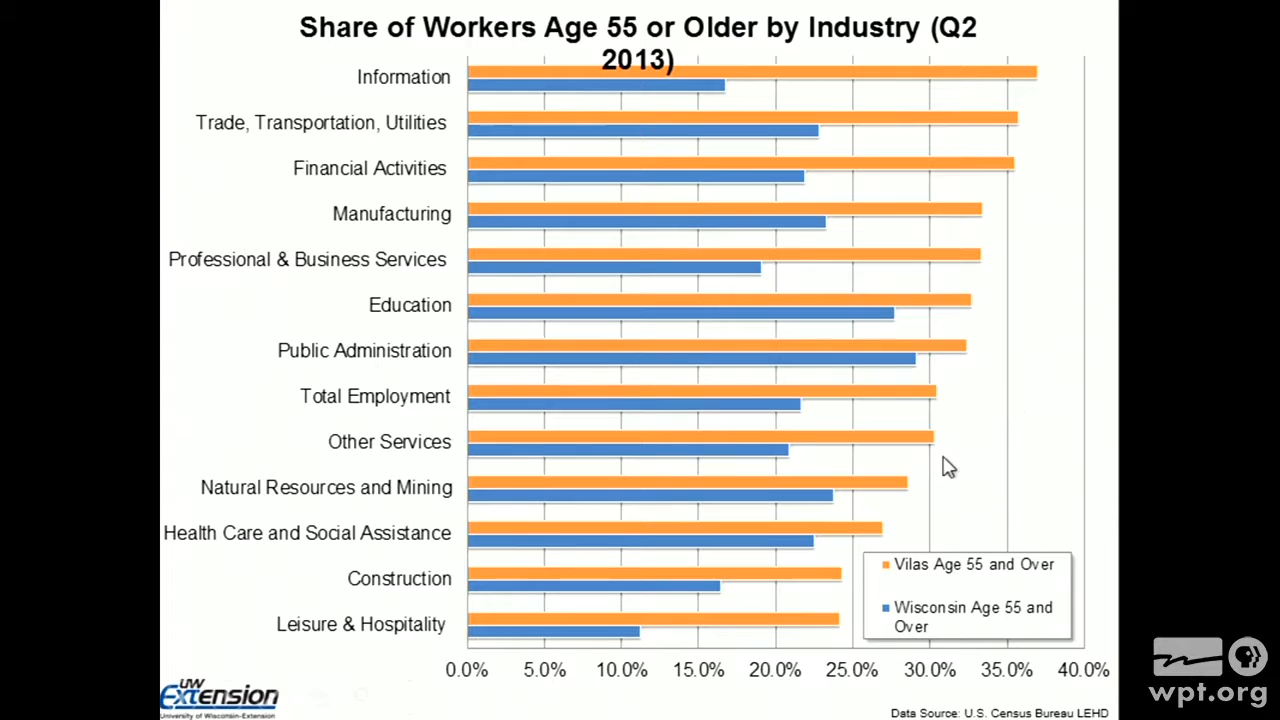 Share of Workers Age 55 or Older by Industry (Q2
2013)
Information
Trade, Transportation, Utilities
Financial Activities
Manufacturing
Professional & Business Services
Education
Public Administration
Total Employment
Other Services
Natural Resources and Mining
Health Care and Social Assistance
Construction
Leisure & Hospitality
Vilas Age 55 and Over
Wisconsin Age 55 and
Over
0.0% 5.0% 10.0% 15.0% 20.0% 25.0% 30.0% 35.0% 40.0%
UW
Extension
University of Wisconsin-Extension
Data Source: U.S. Census Bureau LEHD
PBS wpt.org